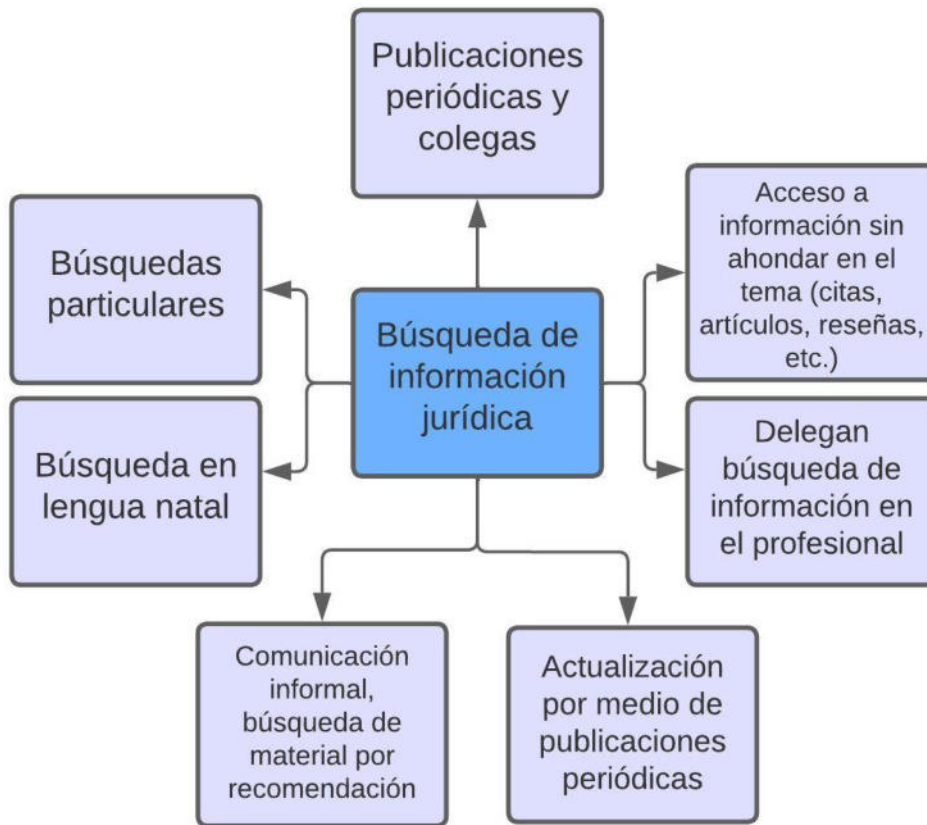 Publicaciones
periódicas y
colegas
Búsquedas
particulares
Acceso a
información sin
ahondar en el
tema (citas,
artículos, reseñas,
etc.)
Búsqueda de
información
jurídica
Búsqueda en
lengua natal
Delegan
búsqueda de
información en
el profesional
Comunicación
informal,
búsqueda de
material por
recomendación
Actualización
por medio de
publicaciones
periódicas